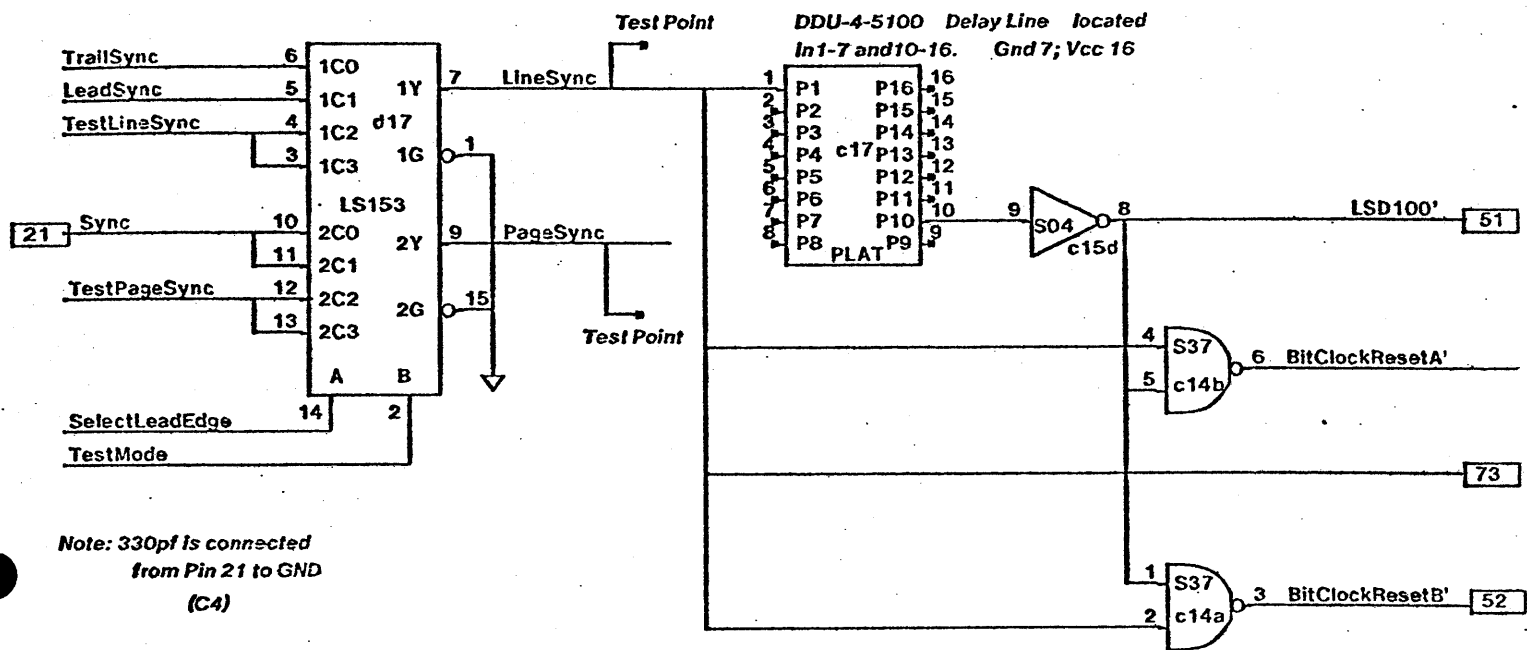 Test Point
DDU-4-5100 Delay Line located
In 1-7 and 10-16. Gnd 7; Vcc 16
TrailSync 6 1C0
LeadSync 5 1C1
TestLineSync 4 1C2
3 1C3
1Y 7 LineSync
d17
1G 1
LS153
21 Sync 10 2C0
11 2C1
TestPageSync 12 2C2
13 2C3
2Y 9 PageSync
2G 15
Test Point
A B
14 2
SelectLeadEdge
TestMode
1 P1 P16 16
2 P2 P15 15
3 P3 P14 14
4 P4 c17 P13 13
5 P5 P12 12
6 P6 P11 11
7 P7 P10 10
8 P8 P9 9
PLAT
9 S04 8
c15d
LSD100' 51
4 S37
5 c14b
6 BitClockResetA'
73
1 S37
2 c14a
3 BitClockResetB' 52
Note: 330pf is connected
from Pin 21 to GND
(C4)